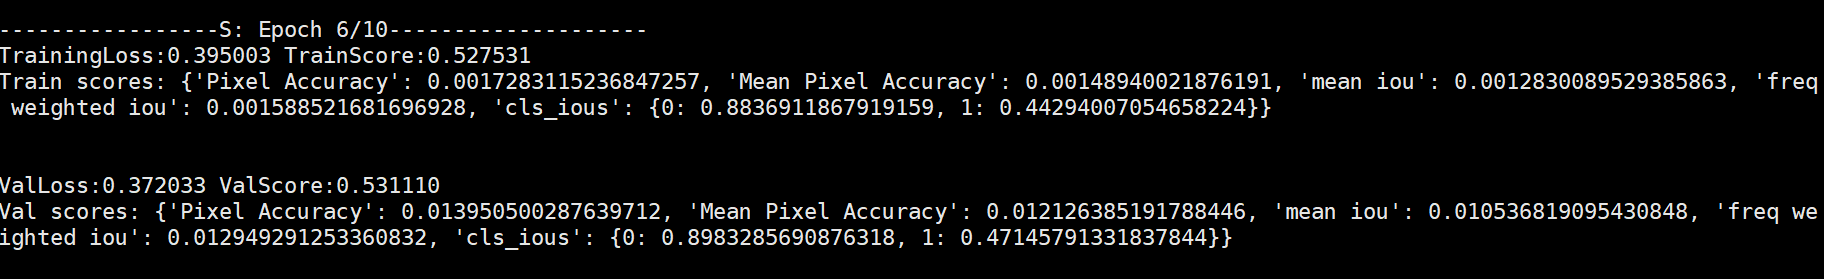 -----------------S: Epoch 6/10--------------------
TrainingLoss:0.395003 TrainScore:0.527531
Train scores: {'Pixel Accuracy': 0.0017283115236847257, 'Mean Pixel Accuracy': 0.00148940021876191, 'mean iou': 0.0012830089529385863, 'freq
 weighted iou': 0.001588521681696928, 'cls_ious': {0: 0.8836911867919159, 1: 0.44294007054658224}}
ValLoss:0.372033 ValScore:0.531110
Val scores: {'Pixel Accuracy': 0.013950500287639712, 'Mean Pixel Accuracy': 0.012126385191788446, 'mean iou': 0.010536819095430848, 'freq we
ighted iou': 0.012949291253360832, 'cls_ious': {0: 0.8983285690876318, 1: 0.47145791331837844}}